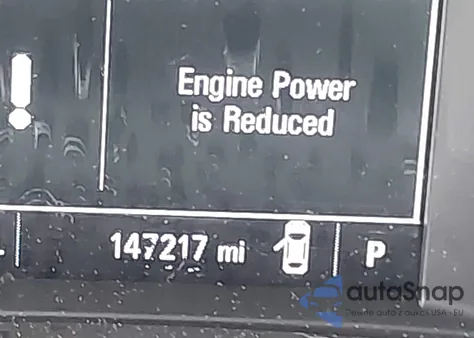 !
Engine Power
is Reduced
147217 mi
P
autoSnap